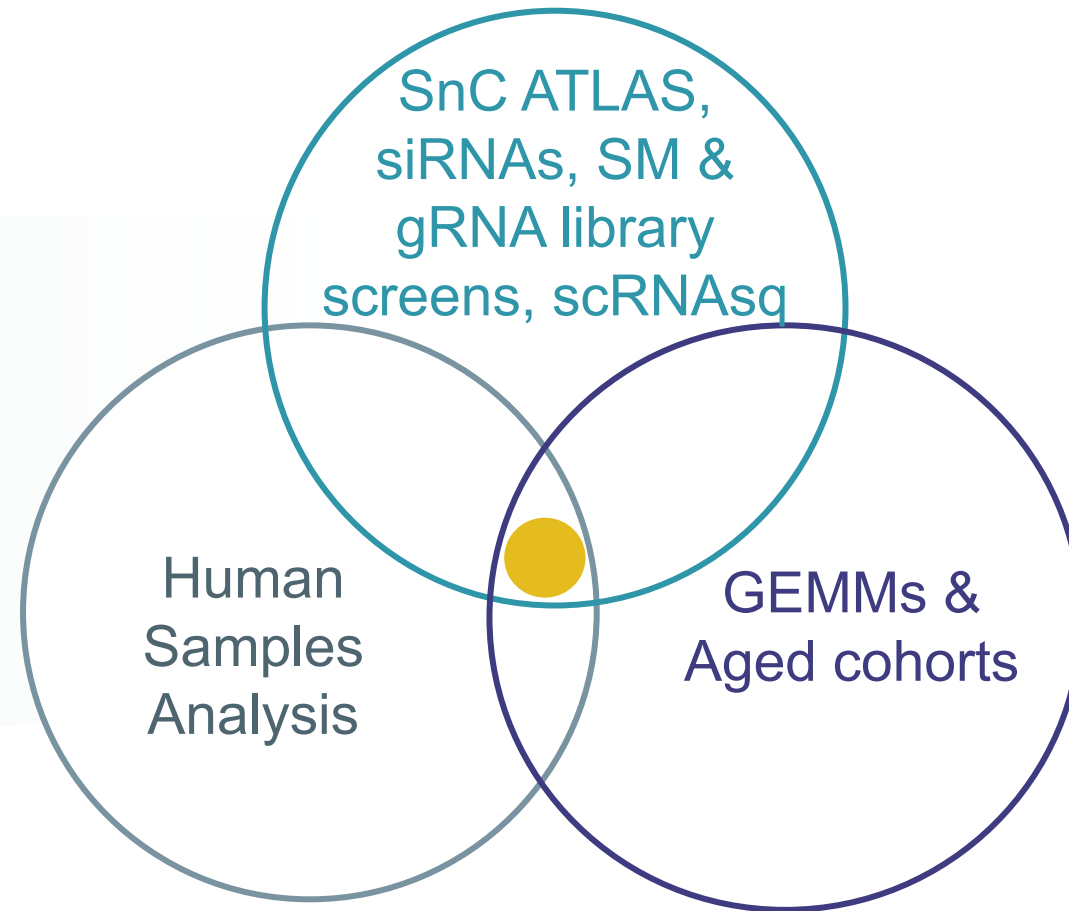 SnC ATLAS,
siRNAs, SM &
gRNA library
screens, scRNAsq
Human
Samples
Analysis
GEMMs &
Aged cohorts